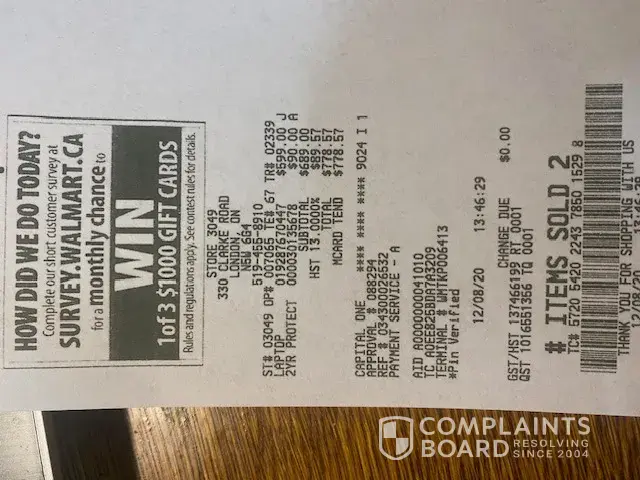 HOW DID WE DO TODAY?
Complete our short customer survey at
SURVEY.WALMART.CA
for a monthly chance to
WIN
1 of 3 $1000 GIFT CARDS
Rules and regulations apply. See contest rules for details.
STORE 3049
330 CLARKE ROAD
LONDON ON
N5W 6G4
519-455-8910
ST# 03049 OP# 007097 TE# 67 TR# 02339
LAPTOP $599.00 J
2YR PROTECT 000030135678 $90.00 A
SUBTOTAL $689.00
HST 13.0000% $89.57
TOTAL $778.57
MCARD TEND $778.57
CAPITAL ONE **** **** **** 9024 I 1
APPROVAL # 088294
REF # 034300028632
PAYMENT SERVICE - A
AID A0000000041010
TC
TERMINAL # WMTKP006413
*Pin Verified
12/08/20 13:46:29
CHANGE DUE $0.00
GST/HST 137466199 RT 0001
QST 1016551356 TQ 0001
# ITEMS SOLD 2
TC# 5720 5420 2243 7850 1529 8
THANK YOU FOR SHOPPING WITH US
COMPLAINTS
BOARD
RESOLVING
SINCE 2004